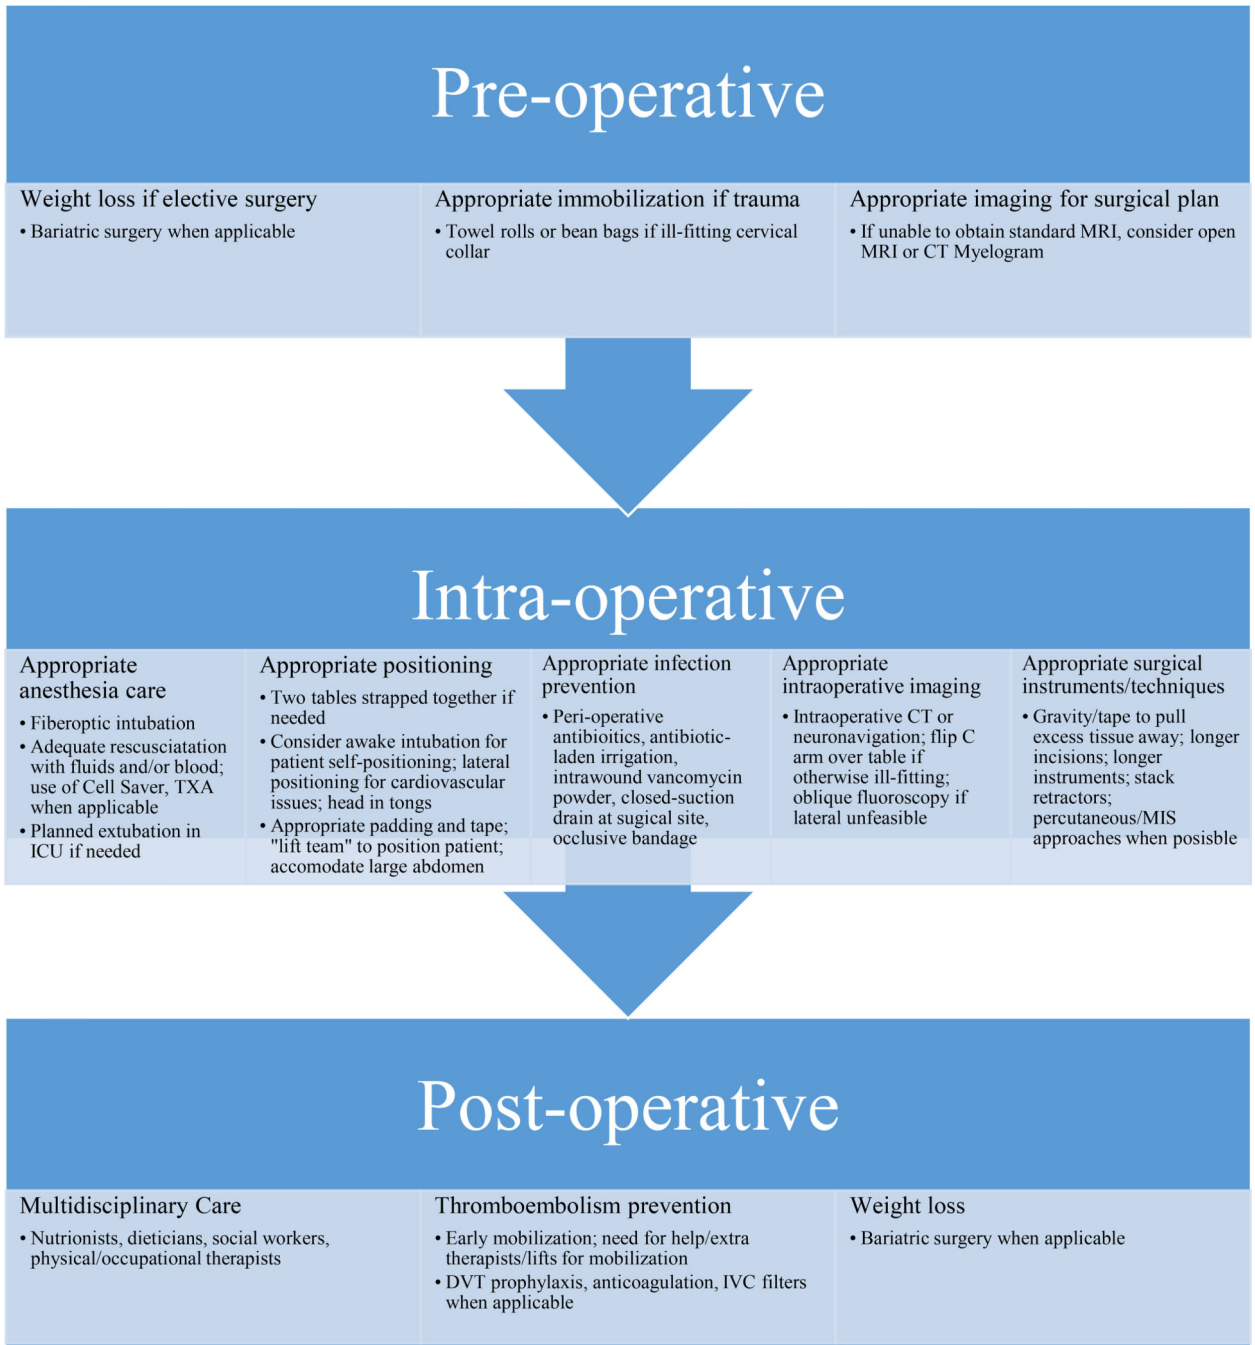 Pre-operative
Weight loss if elective surgery
• Bariatric surgery when applicable
Appropriate immobilization if trauma
• Towel rolls or bean bags if ill-fitting cervical
collar
Appropriate imaging for surgical plan
• If unable to obtain standard MRI, consider open
MRI or CT Myelogram
Intra-operative
Appropriate
anesthesia care
• Fiberoptic intubation
• Adequate rescusciatation
with fluids and/or blood;
use of Cell Saver, TXA
when applicable
• Planned extubation in
ICU if needed
Appropriate positioning
• Two tables strapped together if
needed
• Consider awake intubation for
patient self-positioning; lateral
positioning for cardiovascular
issues; head in tongs
• Appropriate padding and tape;
"lift team" to position patient;
accomodate large abdomen
Appropriate infection
prevention
• Peri-operative
antibioitics, antibiotic-
laden irrigation,
intrawound vancomycin
powder, closed-suction
drain at sugical site,
occlusive bandage
Appropriate
intraoperative imaging
• Intraoperative CT or
neuronavigation; flip C
arm over table if
otherwise ill-fitting;
oblique fluoroscopy if
lateral unfeasible
Appropriate surgical
instruments/techniques
• Gravity/tape to pull
excess tissue away; longer
incisions; longer
instruments; stack
retractors;
percutaneous/MIS
approaches when posisble
Post-operative
Multidisciplinary Care
• Nutrionists, dieticians, social workers,
physical/occupational therapists
Thromboembolism prevention
• Early mobilization; need for help/extra
therapists/lifts for mobilization
• DVT prophylaxis, anticoagulation, IVC filters
when applicable
Weight loss
• Bariatric surgery when applicable